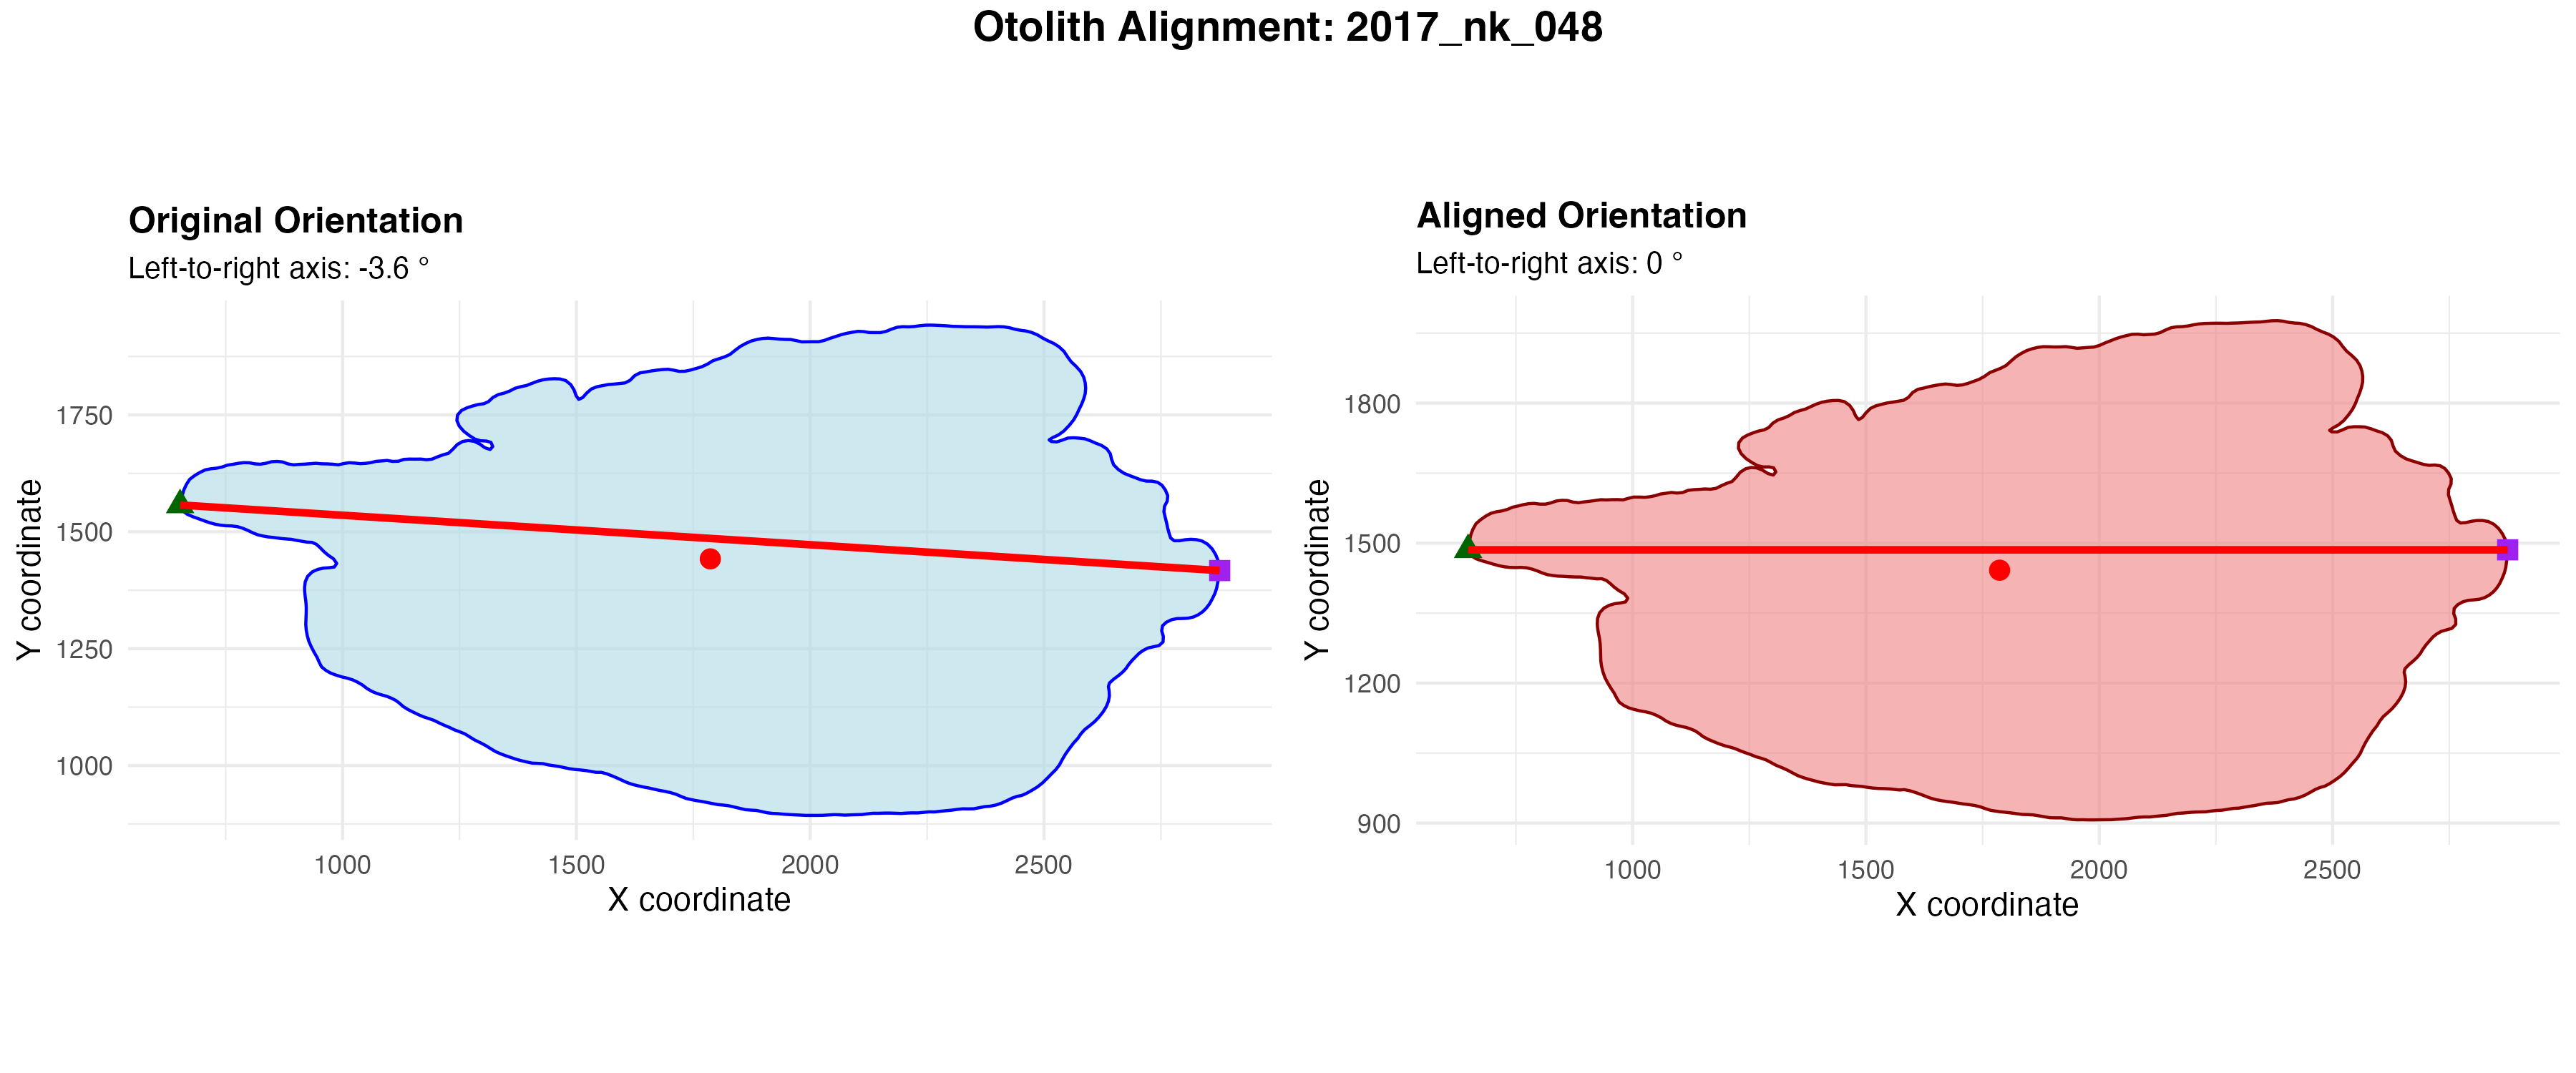 Otolith Alignment: 2017_nk_048
Original Orientation
Left-to-right axis: -3.6 °
Y coordinate
1750
1500
1250
1000
1000 1500 2000 2500
X coordinate
Aligned Orientation
Left-to-right axis: 0 °
Y coordinate
1800
1500
1200
900
1000 1500 2000 2500
X coordinate